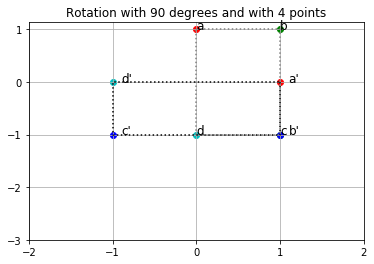 Rotation with 90 degrees and with 4 points
1
a
b
0
d'
a'
−1
c'
d
c
b'
−2
−3
−2
−1
0
1
2